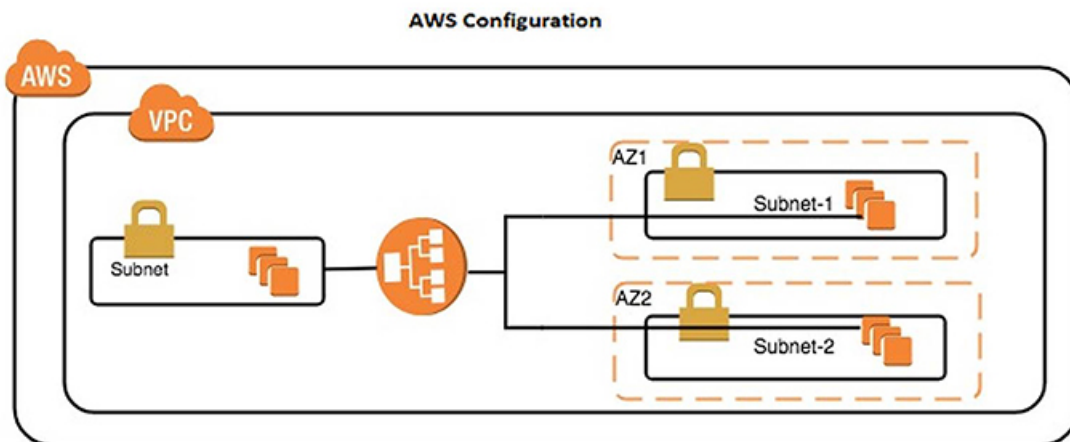 AWS Configuration
AWS
VPC
AZ1
Subnet-1
Subnet
AZ2
Subnet-2